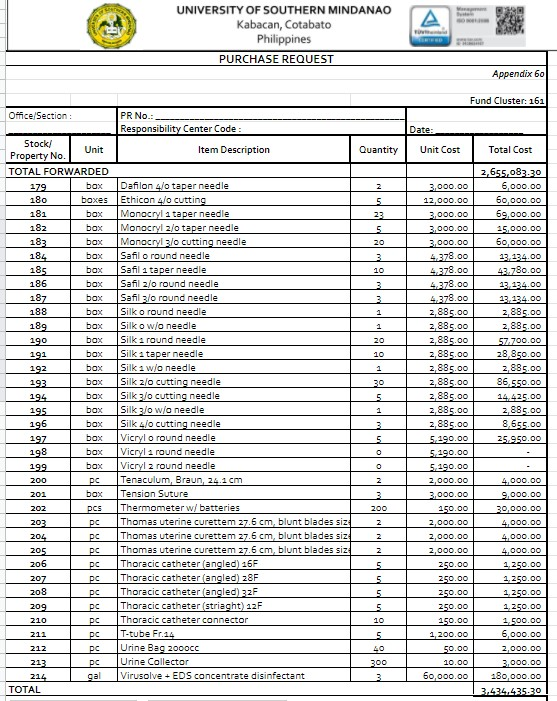 UNIVERSITY OF SOUTHERN MINDANAO
Kabacan, Cotabato
Philippines
TÜVRheinland
CERTIFIED
Management
System
PURCHASE REQUEST
Appendix 60
Fund Cluster: 161
Office/Section : PR No.:
Responsibility Center Code : Date:
Stock/ Property No. Unit Item Description Quantity Unit Cost Total Cost
TOTAL FORWARDED 2,655,083.30
179 box Dafilon 4/0 taper needle 2 3,000.00 6,000.00
180 boxes Ethicon 4/0 cutting 5 12,000.00 60,000.00
181 box Monocryl 1 taper needle 23 3,000.00 69,000.00
182 box Monocryl 2/0 taper needle 5 3,000.00 15,000.00
183 box Monocryl 3/0 cutting needle 20 3,000.00 60,000.00
184 box Safil 0 round needle 3 4,378.00 13,134.00
185 box Safil 1 taper needle 10 4,378.00 43,780.00
186 box Safil 2/0 round needle 3 4,378.00 13,134.00
187 box Safil 3/0 round needle 3 4,378.00 13,134.00
188 box Silk 0 round needle 1 2,885.00 2,885.00
189 box Silk 0 w/o needle 1 2,885.00 2,885.00
190 box Silk 1 round needle 20 2,885.00 57,700.00
191 box Silk 1 taper needle 10 2,885.00 28,850.00
192 box Silk 1 w/o needle 1 2,885.00 2,885.00
193 box Silk 2/0 cutting needle 30 2,885.00 86,550.00
194 box Silk 3/0 cutting needle 5 2,885.00 14,425.00
195 box Silk 3/0 w/o needle 1 2,885.00 2,885.00
196 box Silk 4/0 cutting needle 3 2,885.00 8,655.00
197 box Vicryl 0 round needle 5 5,190.00 25,950.00
198 box Vicryl 1 round needle 0 5,190.00 -
199 box Vicryl 2 round needle 0 5,190.00 -
200 pc Tenaculum, Braun, 24.1 cm 2 2,000.00 4,000.00
201 box Tension Suture 3 3,000.00 9,000.00
202 pcs Thermometer w/ batteries 200 150.00 30,000.00
203 pc Thomas uterine curettem 27.6 cm, blunt blades size 2 2,000.00 4,000.00
204 pc Thomas uterine curettem 27.6 cm, blunt blades size 2 2,000.00 4,000.00
205 pc Thomas uterine curettem 27.6 cm, blunt blades size 2 2,000.00 4,000.00
206 pc Thoracic catheter (angled) 16F 5 250.00 1,250.00
207 pc Thoracic catheter (angled) 28F 5 250.00 1,250.00
208 pc Thoracic catheter (angled) 32F 5 250.00 1,250.00
209 pc Thoracic catheter (striaght) 12F 5 250.00 1,250.00
210 pc Thoracic catheter connector 10 150.00 1,500.00
211 pc T-tube Fr.14 5 1,200.00 6,000.00
212 pc Urine Bag 2000cc 40 50.00 2,000.00
213 pc Urine Collector 300 10.00 3,000.00
214 gal Virusolve + EDS concentrate disinfectant 3 60,000.00 180,000.00
TOTAL 3,434,435.30